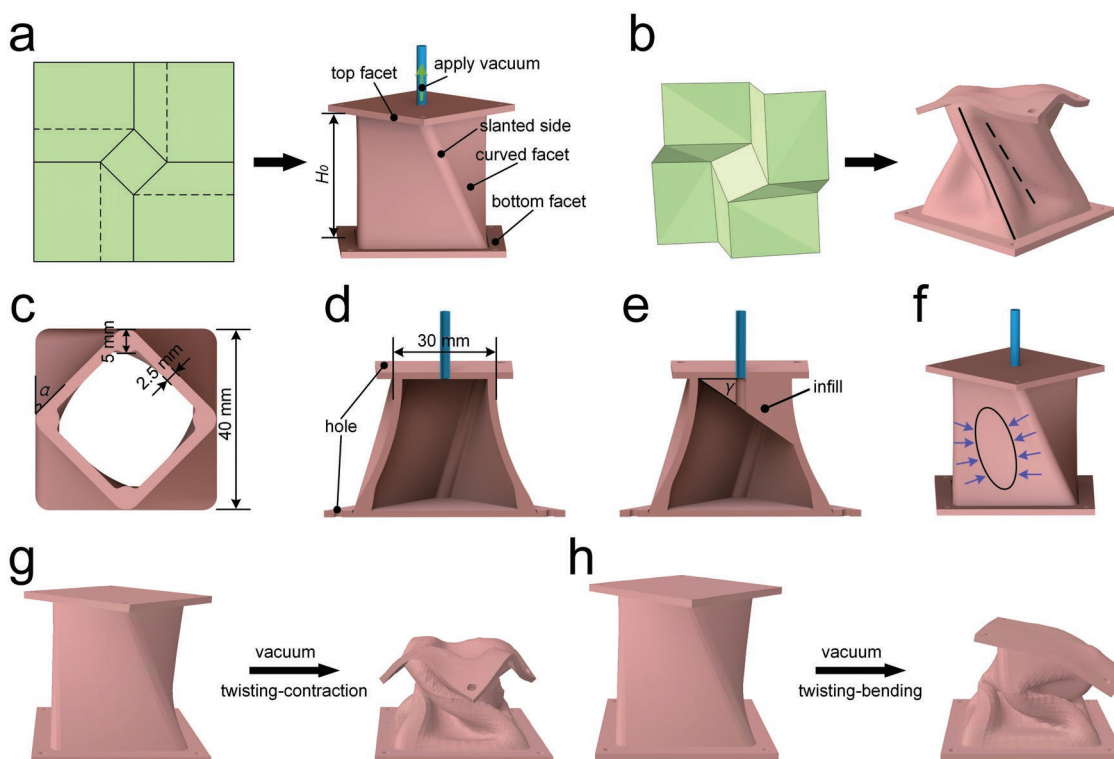 a
top facet
apply vacuum
slanted side
curved facet
bottom facet
H₀
b
c
5 mm
2.5 mm
α
40 mm
d
30 mm
hole
e
γ
infill
f
g
vacuum
twisting-contraction
h
vacuum
twisting-bending